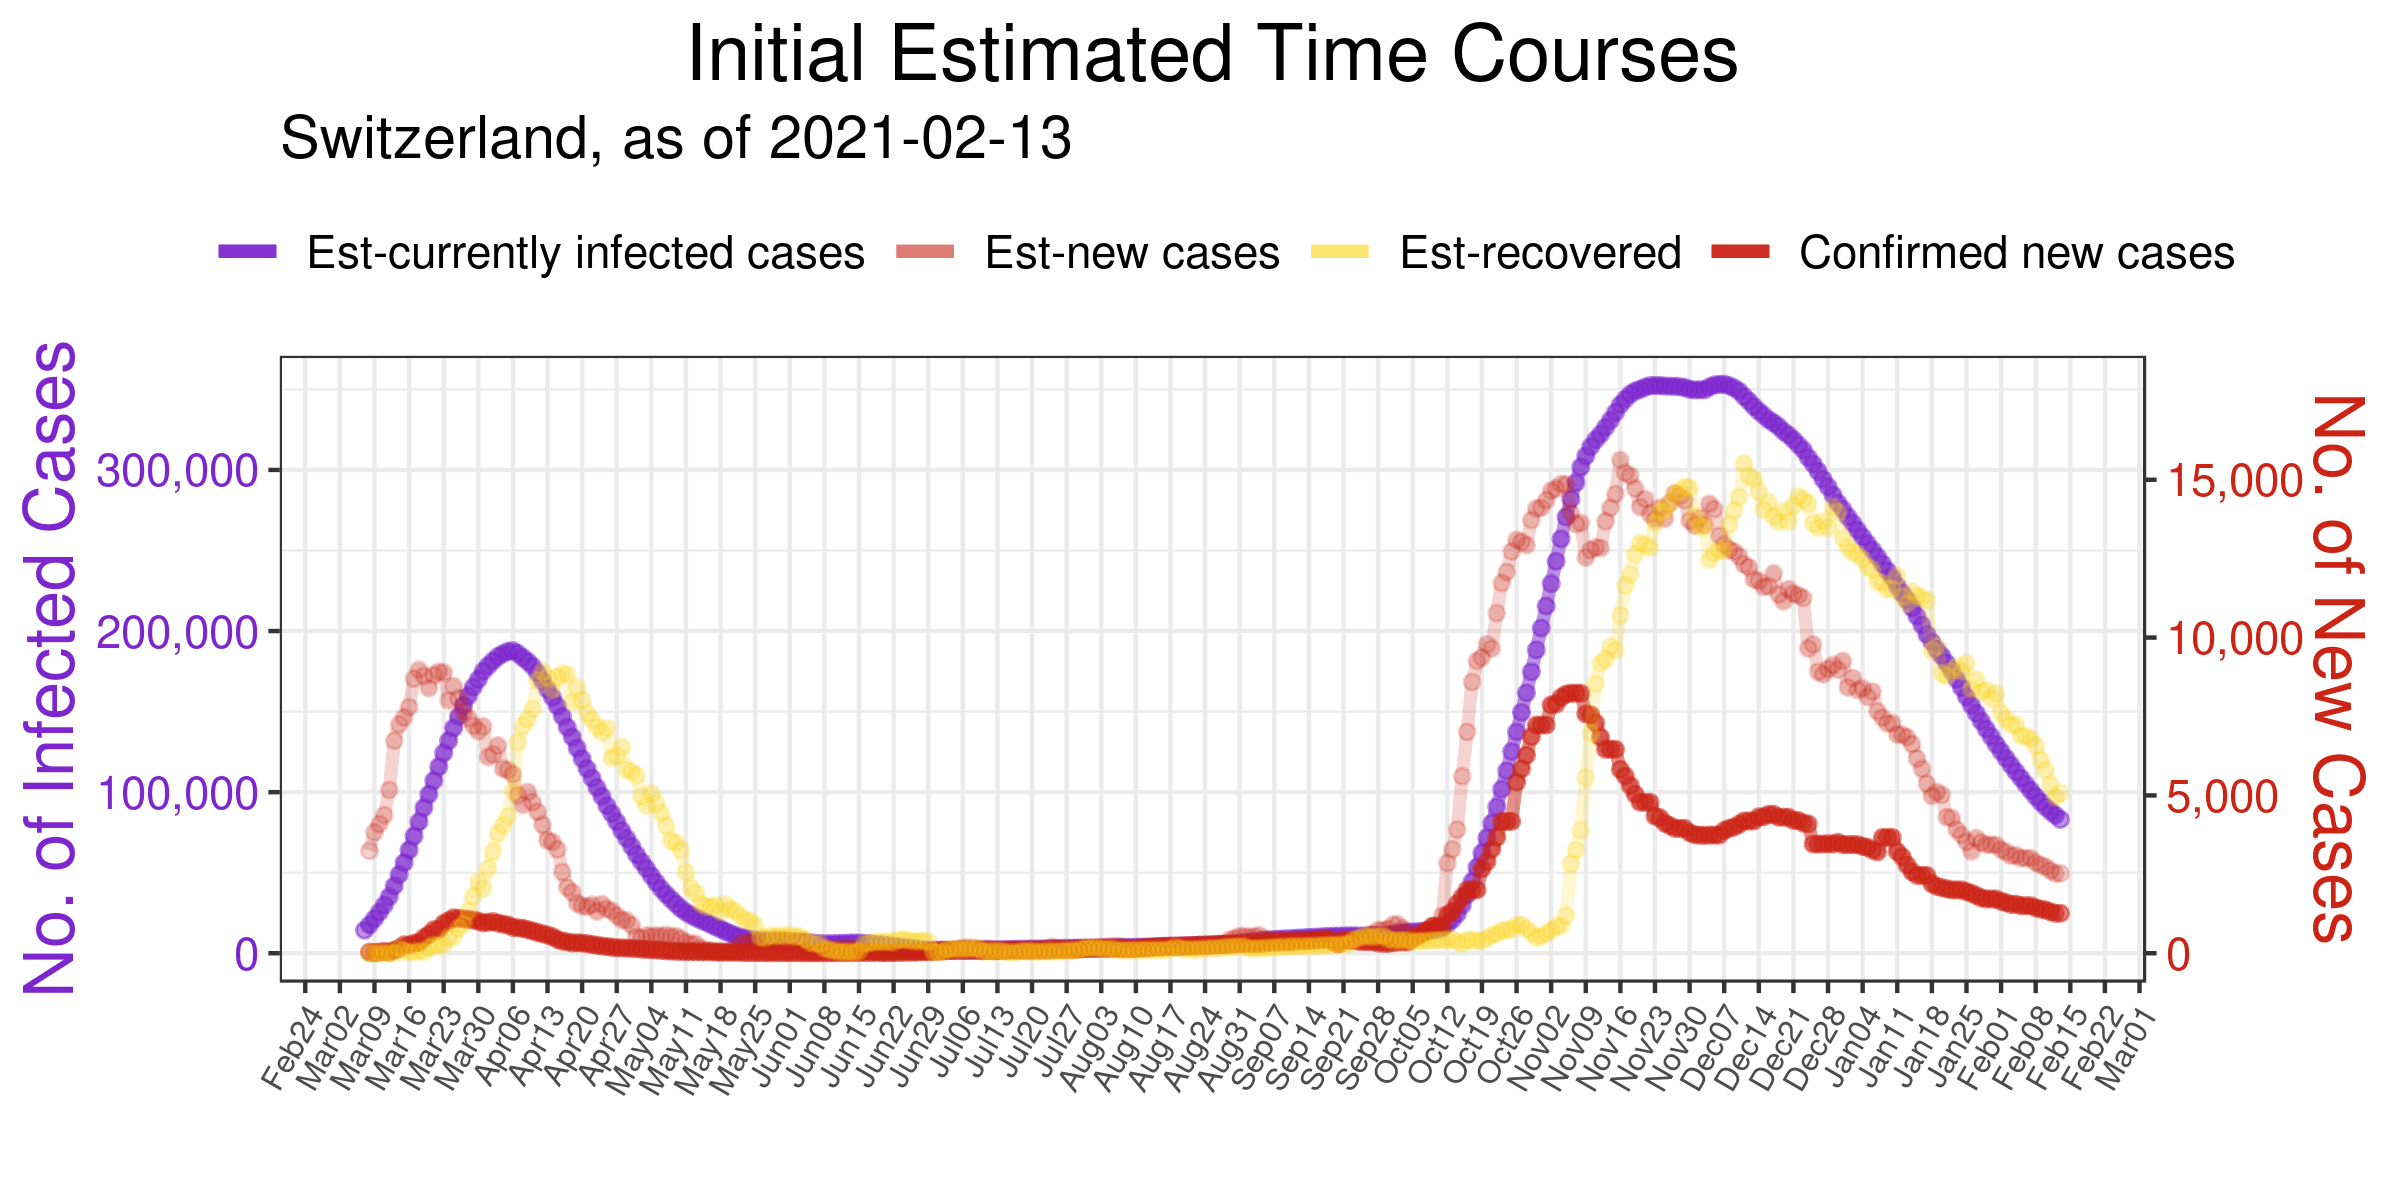 Initial Estimated Time Courses
Switzerland, as of 2021-02-13
Est-currently infected cases
Est-new cases
Est-recovered
Confirmed new cases
No. of Infected Cases
300,000
200,000
100,000
0
15,000
10,000
5,000
0
No. of New Cases
Feb24
Mar02
Mar09
Mar16
Mar23
Mar30
Apr06
Apr13
Apr20
Apr27
May04
May11
May18
May25
Jun01
Jun08
Jun15
Jun22
Jun29
Jul06
Jul13
Jul20
Jul27
Aug03
Aug10
Aug17
Aug24
Aug31
Sep07
Sep14
Sep21
Sep28
Oct05
Oct12
Oct19
Oct26
Nov02
Nov09
Nov16
Nov23
Nov30
Dec07
Dec14
Dec21
Dec28
Jan04
Jan11
Jan18
Jan25
Feb01
Feb08
Feb15
Feb22
Mar01